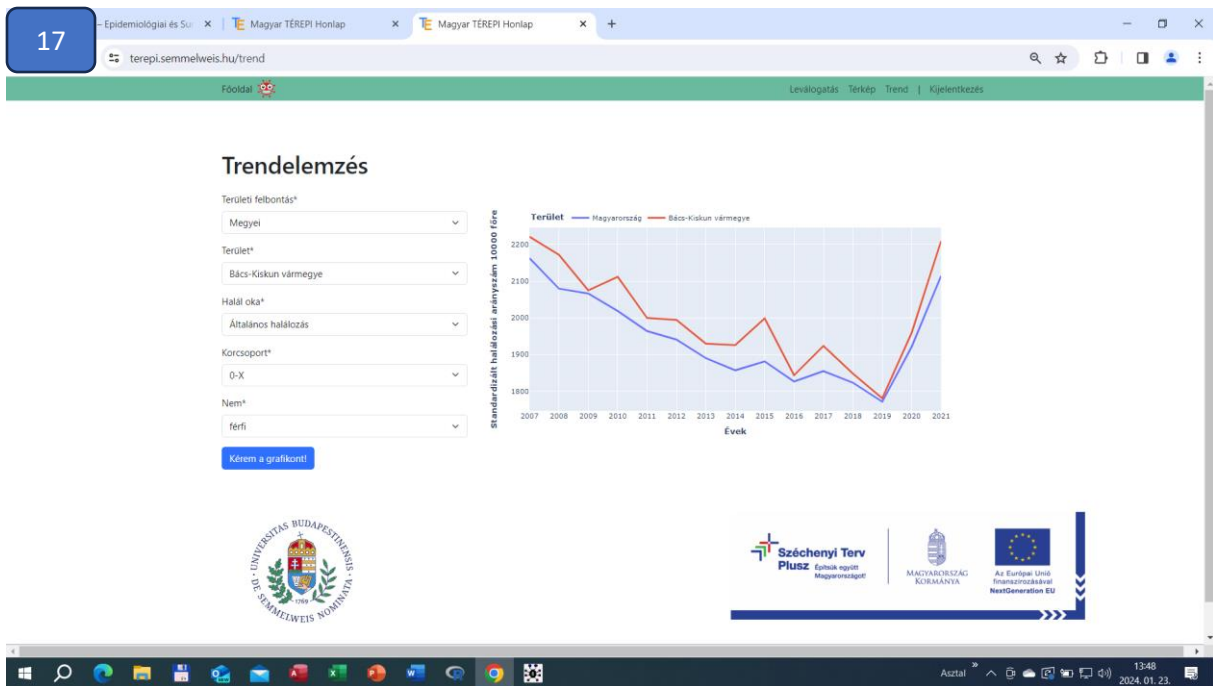 17
– Epidemiológiai és Su
Magyar TÉREPI Honlap
Magyar TÉREPI Honlap
terepi.semmelweis.hu/trend
Főoldal
Leválogatás Térkép Trend | Kijelentkezés
Trendelemzés
Területi felbontás*
Megyei
Terület*
Bács-Kiskun vármegye
Halál oka*
Általános halálozás
Korcsoport*
0-X
Nem*
férfi
Kérem a grafikont!
Terület Magyarország Bács-Kiskun vármegye
Standardizált halálozási arányszám 10000 főre
2200
2100
2000
1900
1800
2007 2008 2009 2010 2011 2012 2013 2014 2015 2016 2017 2018 2019 2020 2021
Évek
UNIVERSITAS BUDAPESTINENSIS DE SEMMELWEIS NOMINATA
1769
Széchenyi Terv
Plusz Építsük együtt
Magyarországot!
MAGYARORSZÁG
KORMÁNYA
Az Európai Unió
finanszírozásával
NextGeneration EU
Asztal
13:48
2024. 01. 23.